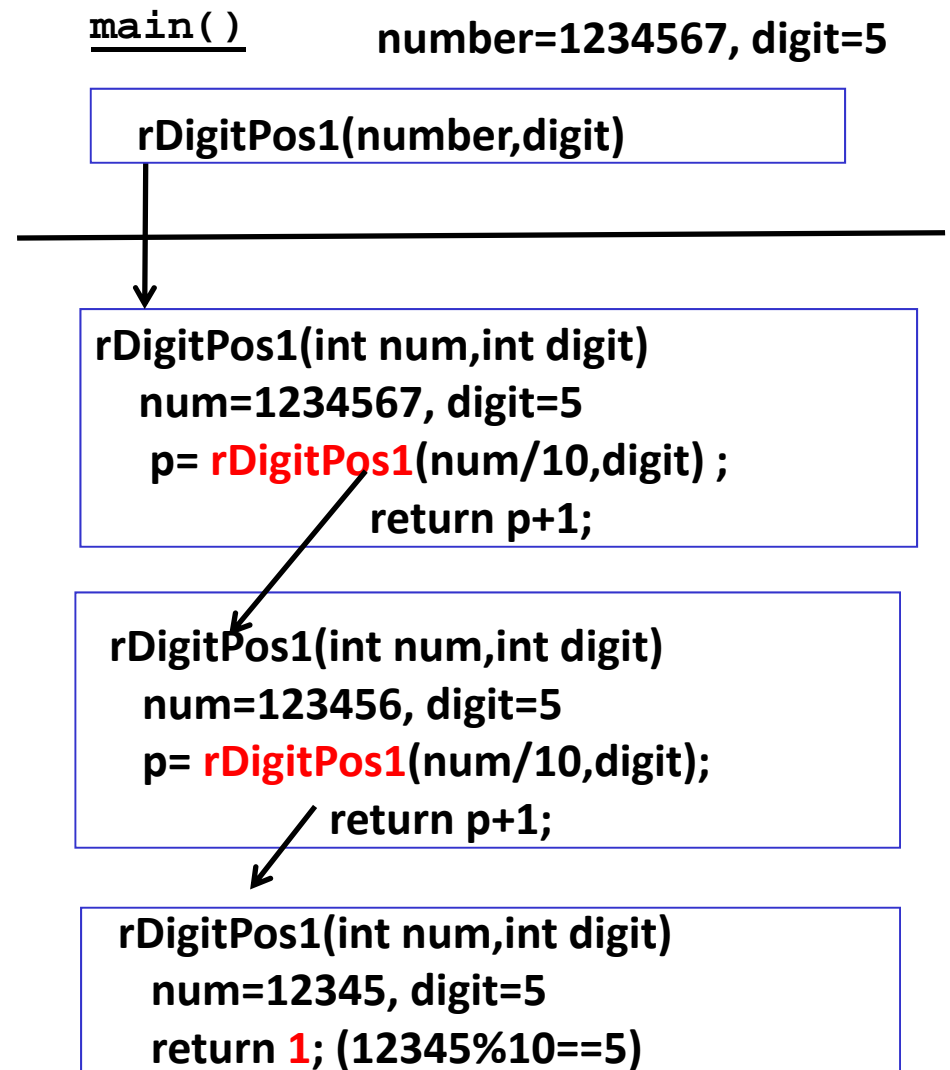 main() number=1234567, digit=5
rDigitPos1(number,digit)
rDigitPos1(int num,int digit)
num=1234567, digit=5
p= rDigitPos1(num/10,digit) ;
return p+1;
rDigitPos1(int num,int digit)
num=123456, digit=5
p= rDigitPos1(num/10,digit);
return p+1;
rDigitPos1(int num,int digit)
num=12345, digit=5
return 1; (12345%10==5)